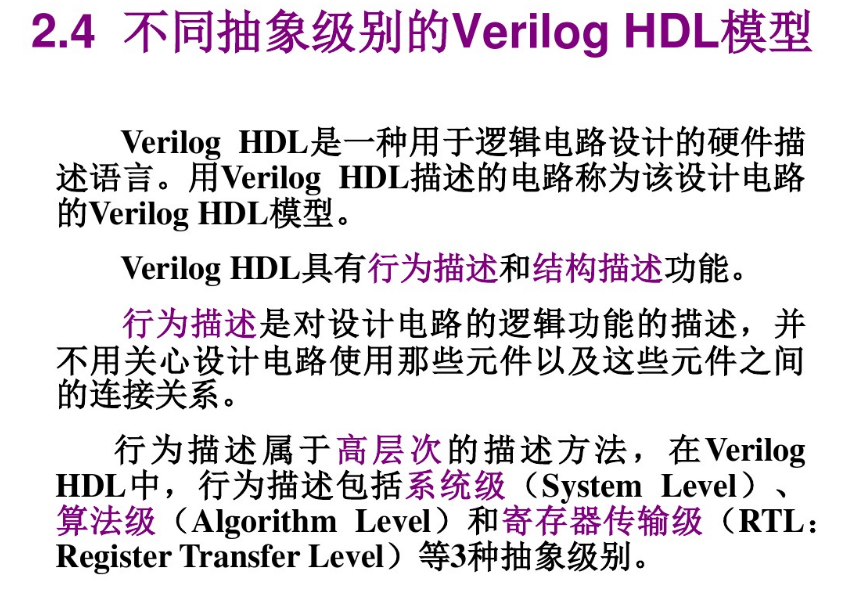 2.4 不同抽象级别的Verilog HDL模型
Verilog HDL是一种用于逻辑电路设计的硬件描
述语言。用Verilog HDL描述的电路称为该设计电路
的Verilog HDL模型。
Verilog HDL具有行为描述和结构描述功能。
行为描述是对设计电路的逻辑功能的描述，并
不用关心设计电路使用那些元件以及这些元件之间
的连接关系。
行为描述属于高层次的描述方法，在Verilog
HDL中，行为描述包括系统级（System Level）、
算法级（Algorithm Level）和寄存器传输级（RTL：
Register Transfer Level）等3种抽象级别。